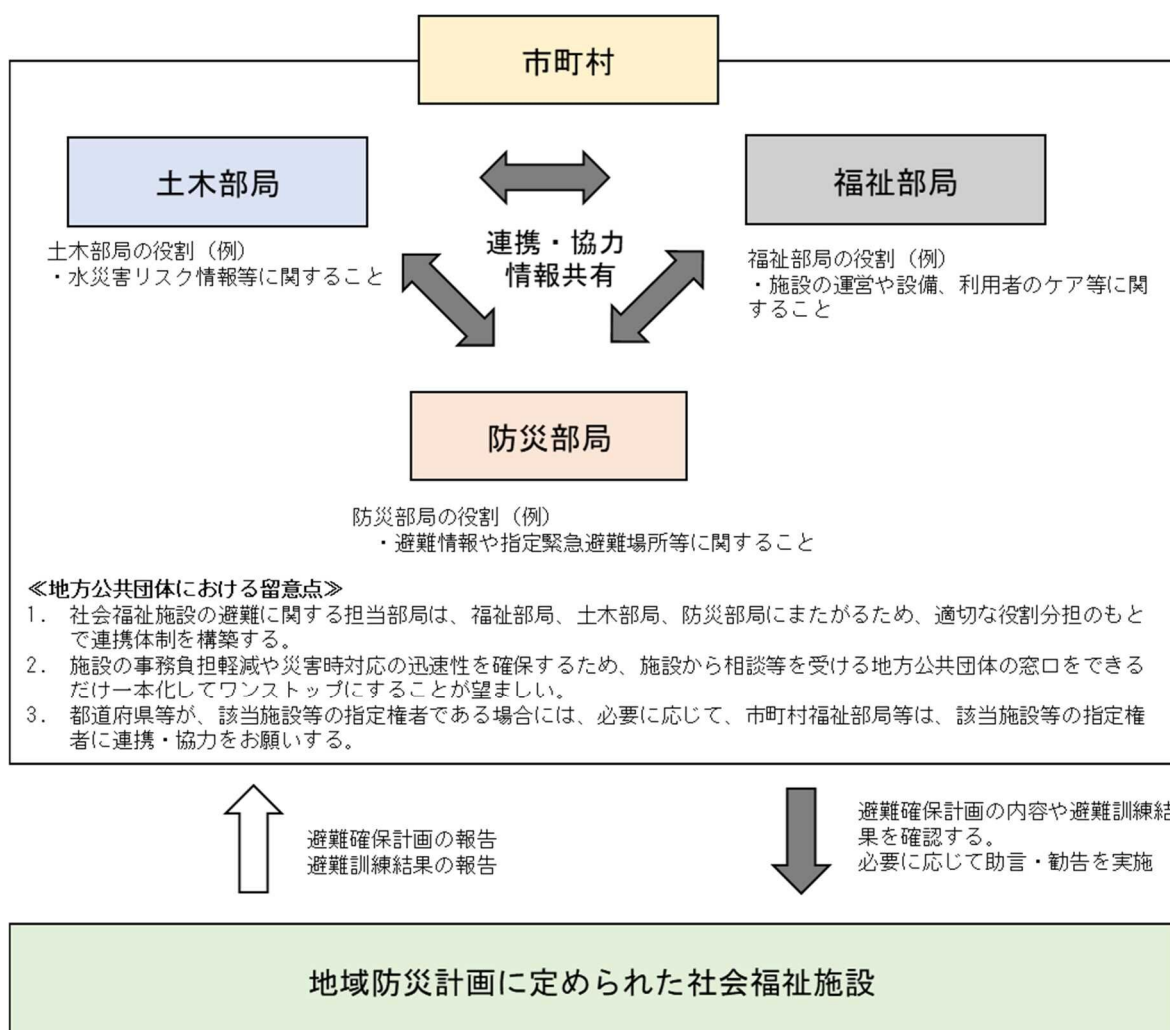 市町村
土木部局
福祉部局
連携・協力
情報共有
土木部局の役割（例）
・水災害リスク情報等に関すること
福祉部局の役割（例）
・施設の運営や設備、利用者のケア等に関
すること
防災部局
防災部局の役割（例）
・避難情報や指定緊急避難場所等に関すること
≪地方公共団体における留意点≫
1. 社会福祉施設の避難に関する担当部局は、福祉部局、土木部局、防災部局にまたがるため、適切な役割分担のもと
で連携体制を構築する。
2. 施設の事務負担軽減や災害時対応の迅速性を確保するため、施設から相談等を受ける地方公共団体の窓口をできる
だけ一本化してワンストップにすることが望ましい。
3. 都道府県等が、該当施設等の指定権者である場合には、必要に応じて、市町村福祉部局等は、該当施設等の指定権
者に連携・協力をお願いする。
避難確保計画の報告
避難訓練結果の報告
避難確保計画の内容や避難訓練結
果を確認する。
必要に応じて助言・勧告を実施
地域防災計画に定められた社会福祉施設